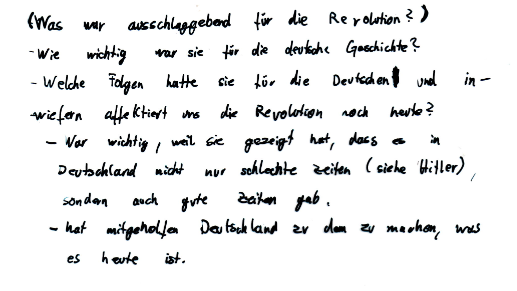 (Was war ausschlaggebend für die Revolution?)
- Wie wichtig war sie für die deutsche Geschichte?
- Welche Folgen hatte sie für die Deutschen und in-
wiefern affektiert uns die Revolution noch heute?
- War wichtig, weil sie gezeigt hat, dass es in
Deutschland nicht nur schlechte Zeiten (siehe Hitler),
sondern auch gute Zeiten gab.
- hat mitgeholfen Deutschland zu dem zu machen, was
es heute ist.